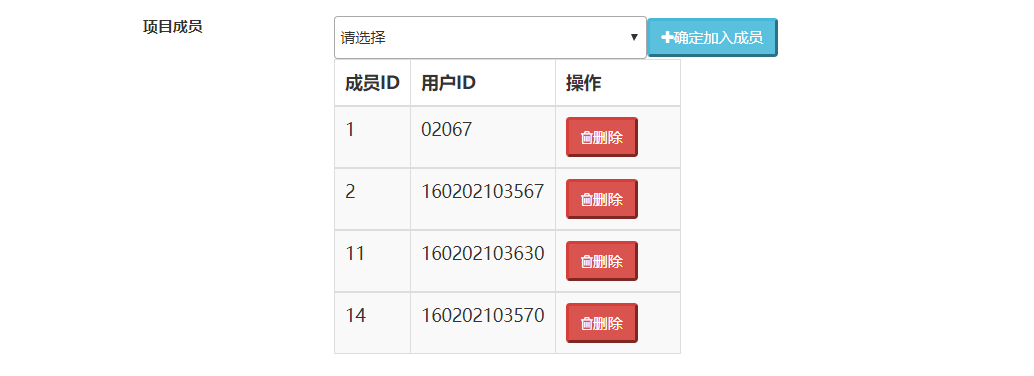 项目成员
请选择
确定加入成员
成员ID 用户ID 操作
1 02067 删除
2 160202103567 删除
11 160202103630 删除
14 160202103570 删除